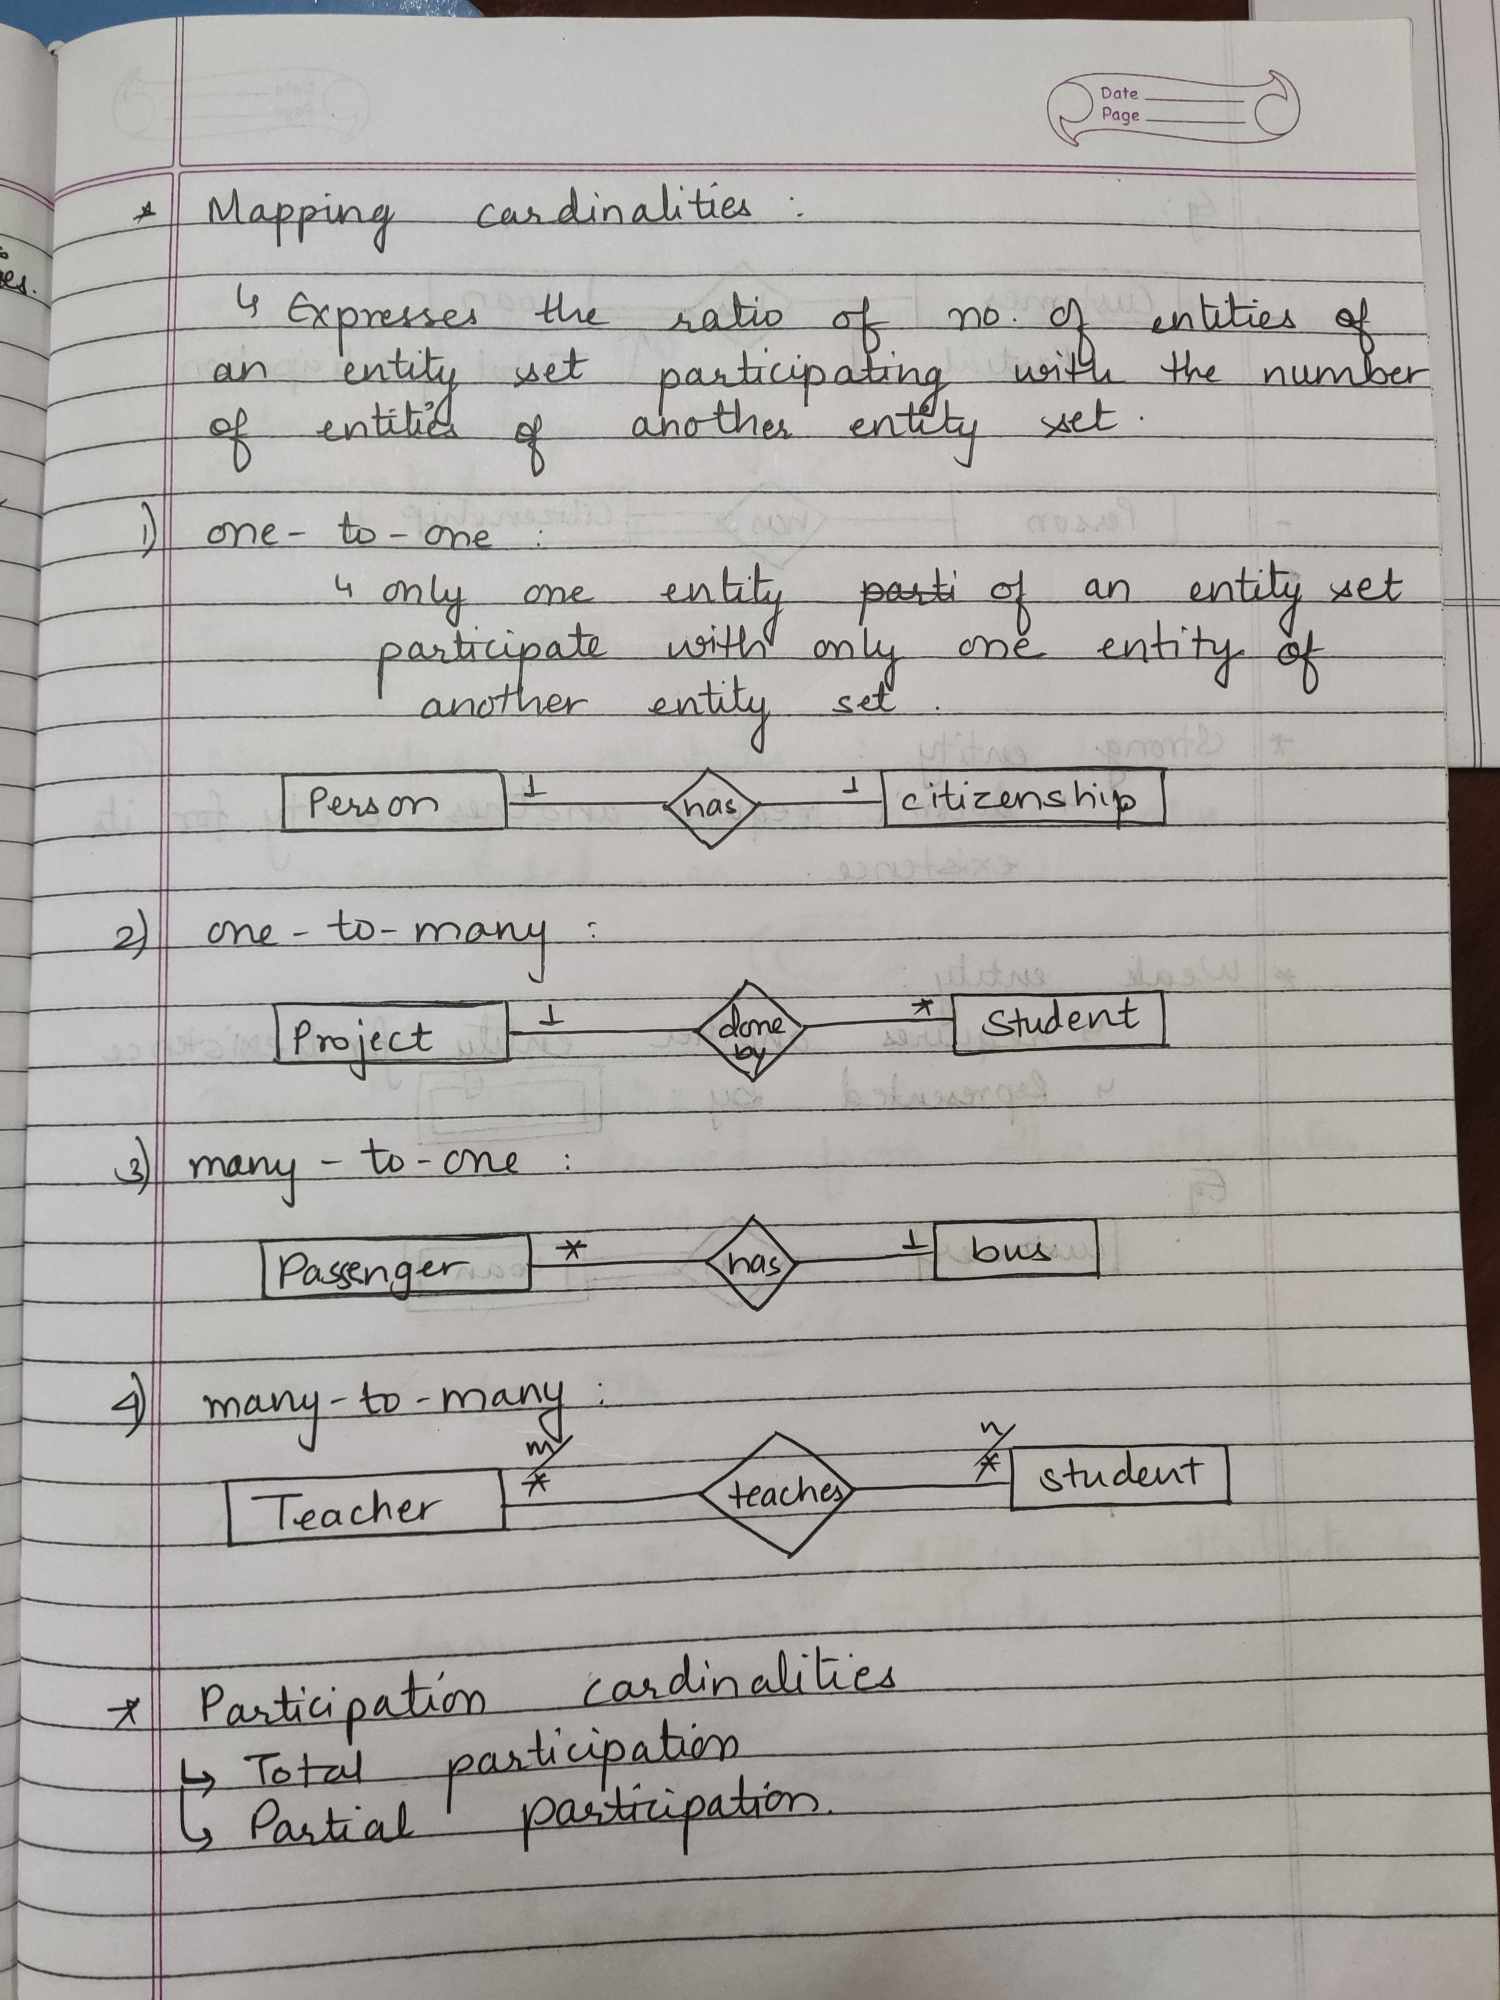 Date
Page
* Mapping cardinalities :
↳ Expresses the ratio of no. of entities of
an entity set participating with the number
of entities of another entity set.
1) one-to-one :
↳ only one entity parti of an entity set
participate with only one entity of
another entity set.
Person 1 has 1 citizenship
2) one-to-many :
Project 1 done by * Student
3) many-to-one :
Passenger * has 1 bus
4) many-to-many :
m/ n/
Teacher * teaches * student
* Participation cardinalities
↳ Total participation
↳ Partial participation.